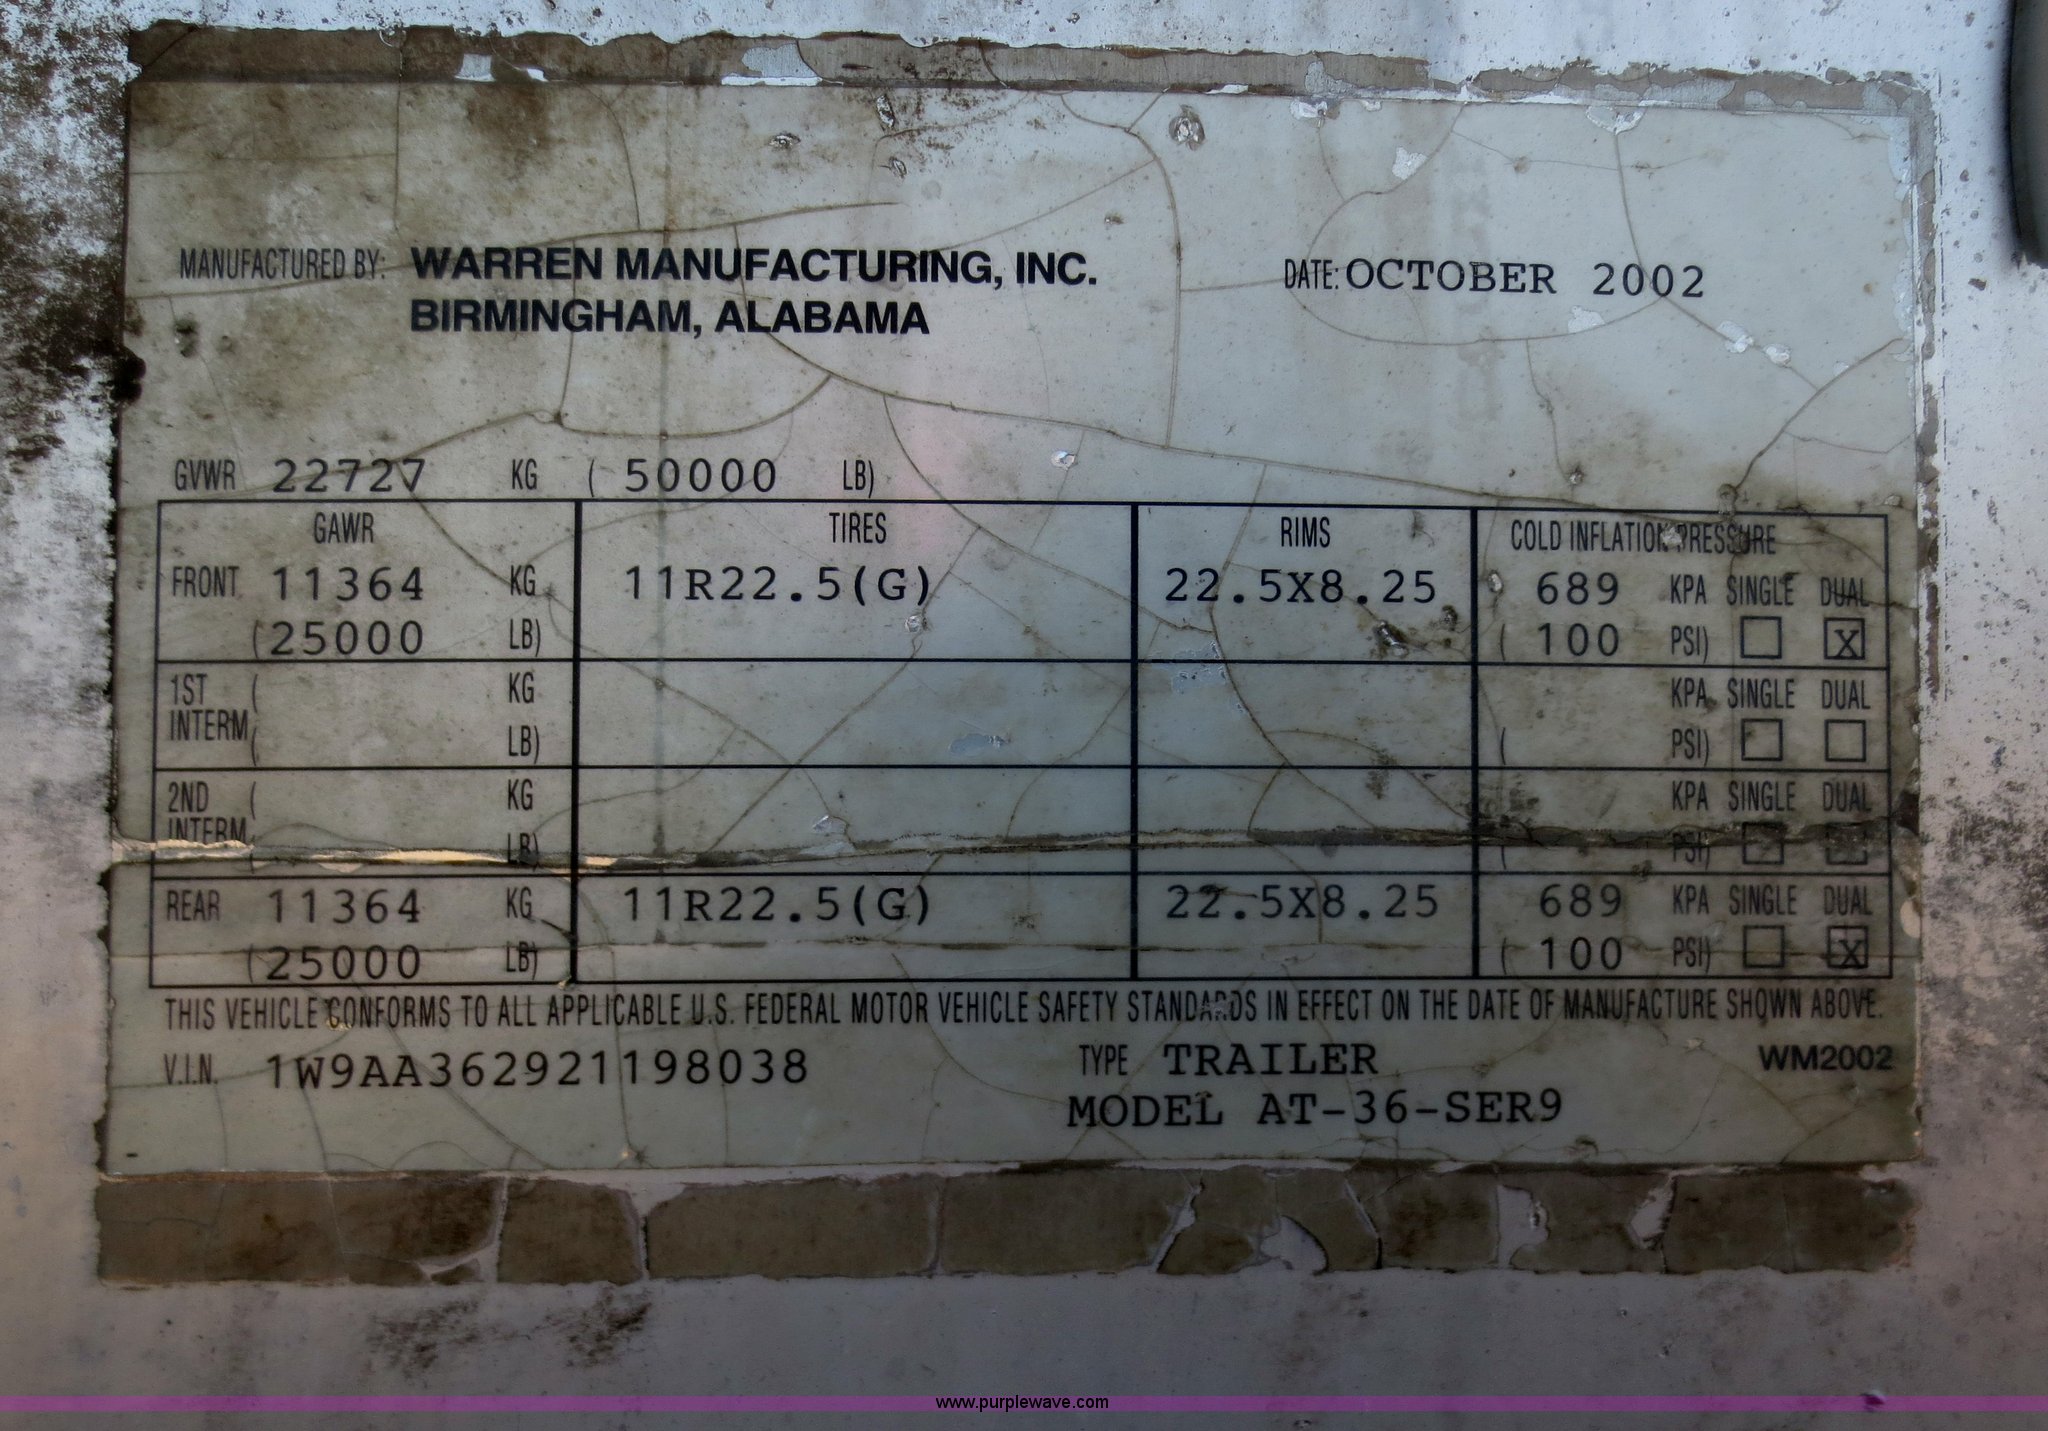 MANUFACTURED BY: WARREN MANUFACTURING, INC. DATE: OCTOBER 2002
BIRMINGHAM, ALABAMA
GVWR 22727 KG ( 50000 LB)
GAWR TIRES RIMS COLD INFLATION PRESSURE
FRONT 11364 KG 11R22.5(G) 22.5X8.25 689 KPA SINGLE DUAL
(25000 LB) ( 100 PSI) X
1ST ( KG KPA SINGLE DUAL
INTERM ( LB) ( PSI)
2ND ( KG KPA SINGLE DUAL
INTERM ( LB) ( PSI)
REAR 11364 KG 11R22.5(G) 22.5X8.25 689 KPA SINGLE DUAL
(25000 LB) ( 100 PSI) X
THIS VEHICLE CONFORMS TO ALL APPLICABLE U.S. FEDERAL MOTOR VEHICLE SAFETY STANDARDS IN EFFECT ON THE DATE OF MANUFACTURE SHOWN ABOVE.
V.I.N. 1W9AA362921198038 TYPE TRAILER WM2002
MODEL AT-36-SER9
www.purplewave.com